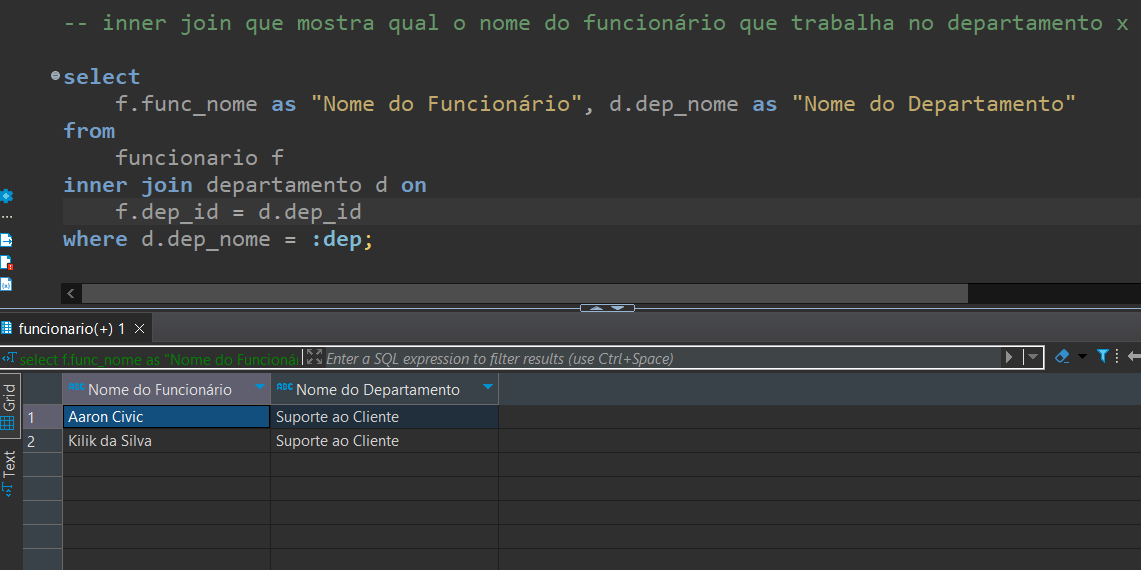 -- inner join que mostra qual o nome do funcionário que trabalha no departamento x
select
f.func_nome as "Nome do Funcionário", d.dep_nome as "Nome do Departamento"
from
funcionario f
inner join departamento d on
f.dep_id = d.dep_id
where d.dep_nome = :dep;
funcionario(+) 1
select f.func_nome as "Nome do Funcioná
Enter a SQL expression to filter results (use Ctrl+Space)
Grid
Text
ABC Nome do Funcionário ABC Nome do Departamento
1 Aaron Civic Suporte ao Cliente
2 Kilik da Silva Suporte ao Cliente